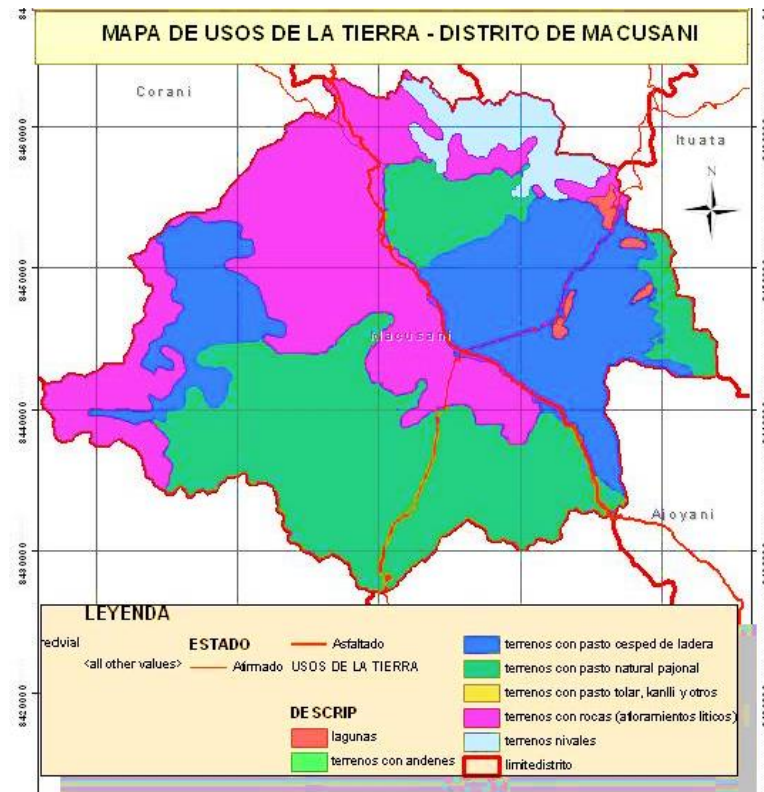 MAPA DE USOS DE LA TIERRA - DISTRITO DE MACUSANI
Corani
Ituata
N
Macusani
Ajoyani
8460000
8440000
8430000
8420000
LEYENDA
redvial
<all other values>
ESTADO
Afirmado
Asfaltado
USOS DE LA TIERRA
DESCRIP
lagunas
terrenos con andenes
terrenos con pasto cesped de ladera
terrenos con pasto natural pajonal
terrenos con pasto tolar, kanlli y otros
terrenos con rocas (afloramientos liticos)
terrenos nivales
limitedistrito